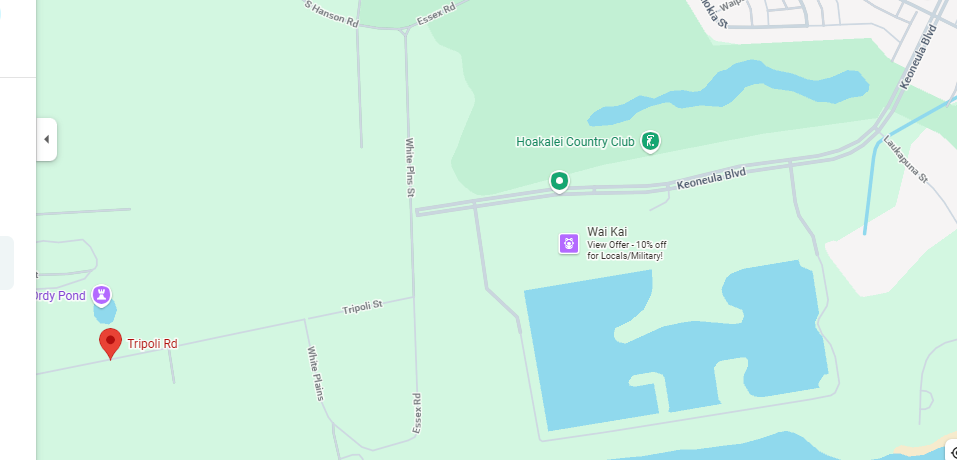 S Hanson Rd
Essex Rd
Keoneula Blvd
White Plns St
Hoakalei Country Club
Laukapuna St
Keoneula Blvd
Wai Kai
View Offer - 10% off
for Locals/Military!
Ordy Pond
Tripoli St
Tripoli Rd
White Plains
Essex Rd